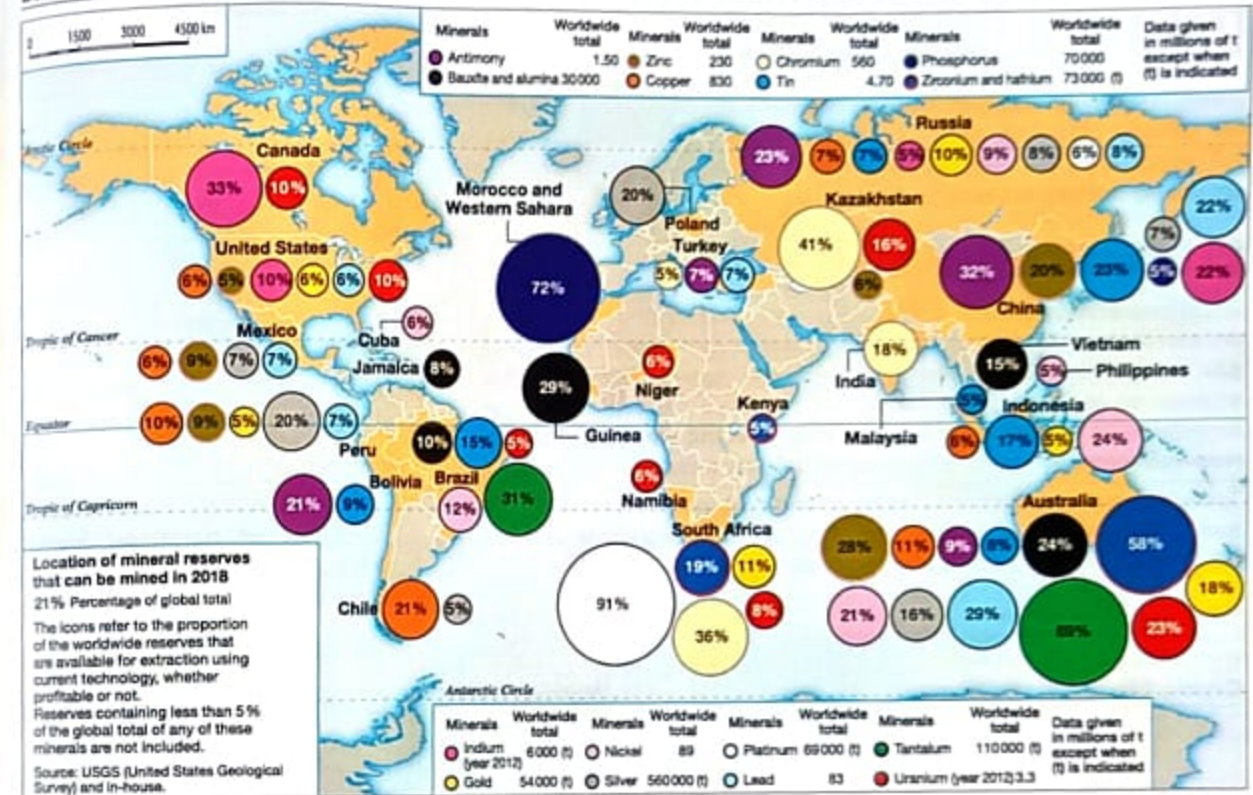 0 1500 3000 4500 km
Minerals Worldwide total Minerals Worldwide total Minerals Worldwide total Minerals Worldwide total
Antimony 1.50 Zinc 230 Chromium 560 Phosphorus 70000
Bauxite and alumina 30000 Copper 830 Tin 4.70 Zirconium and hafnium 73000 (t)
Data given
in millions of t
except when
(t) is indicated
Arctic Circle
Canada
33% 10%
United States
6% 5% 10% 6% 6% 10%
Morocco and
Western Sahara
72%
20%
Poland
Turkey
5% 7% 7%
Russia
23% 7% 7% 5% 10% 9% 8% 6% 8%
Kazakhstan
41% 16%
6%
22%
7%
32% 20% 23% 5% 22%
China
Tropic of Cancer
Mexico
6% 9% 7% 7%
Cuba
6%
Jamaica 8%
29%
Guinea
6%
Niger
Kenya
5%
18%
India
Vietnam
15%
5% Philippines
5%
Malaysia
Indonesia
6% 17% 5% 24%
Equator
10% 9% 5% 20% 7%
Peru
10% 15% 5%
Bolivia
Brazil
21% 9%
12% 31%
Tropic of Capricorn
6%
Namibia
South Africa
91% 19% 11%
36% 8%
Australia
28% 11% 9% 8% 24% 58%
18%
21% 16% 29% 69% 23%
Chile 21% 5%
Location of mineral reserves
that can be mined in 2018
21% Percentage of global total
The icons refer to the proportion
of the worldwide reserves that
are available for extraction using
current technology, whether
profitable or not.
Reserves containing less than 5%
of the global total of any of these
minerals are not included.
Source: USGS (United States Geological
Survey) and in-house.
Antarctic Circle
Minerals Worldwide total Minerals Worldwide total Minerals Worldwide total Minerals Worldwide total
Indium (year 2012) 6000 (t) Nickel 89 Platinum 69000 (t) Tantalum 110000 (t)
Gold 54000 (t) Silver 560000 (t) Lead 83 Uranium (year 2012) 3.3
Data given
in millions of t
except when
(t) is indicated